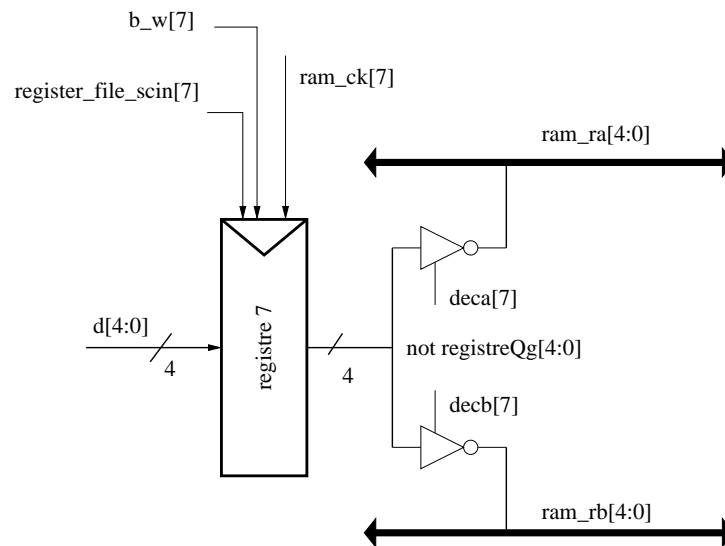 b_w[7]
ram_ck[7]
register_file_scin[7]
ram_ra[4:0]
deca[7]
d[4:0]
4
registre 7
4
not registreQg[4:0]
decb[7]
ram_rb[4:0]